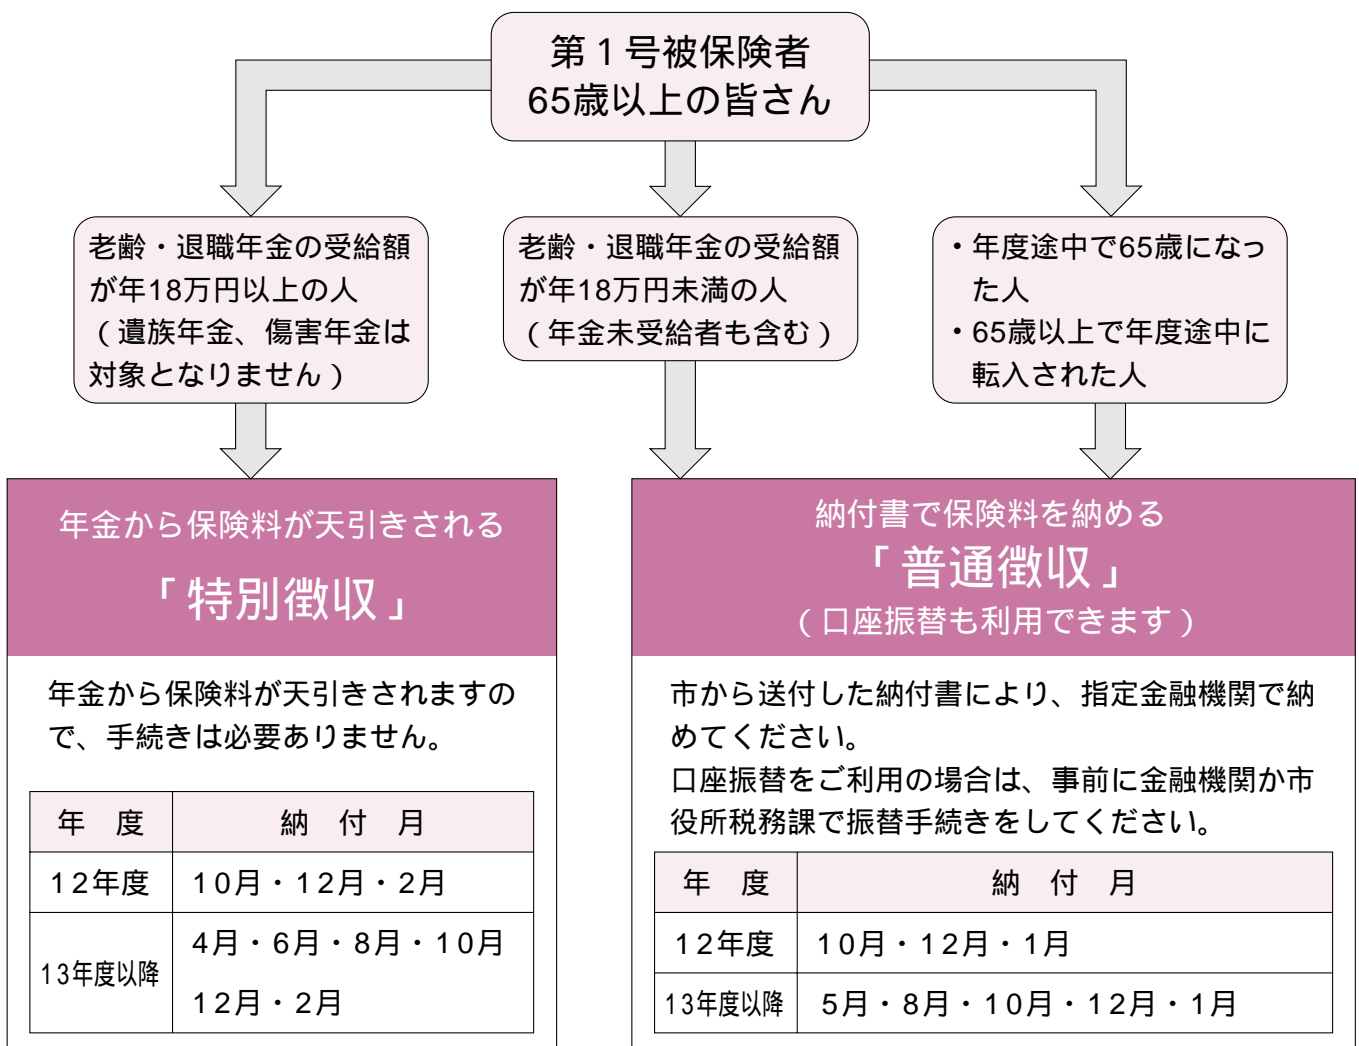 第１号被保険者
65歳以上の皆さん
老齢・退職年金の受給額
が年18万円以上の人
（遺族年金、傷害年金は
対象となりません）
老齢・退職年金の受給額
が年18万円未満の人
（年金未受給者も含む）
・年度途中で65歳になっ
た人
・65歳以上で年度途中に
転入された人
年金から保険料が天引きされる
「特別徴収」
年金から保険料が天引きされますの
で、手続きは必要ありません。
年　度　納　付　月
12年度　10月・12月・2月
13年度以降　4月・6月・8月・10月
12月・2月
納付書で保険料を納める
「普通徴収」
（口座振替も利用できます）
市から送付した納付書により、指定金融機関で納
めてください。
口座振替をご利用の場合は、事前に金融機関か市
役所税務課で振替手続きをしてください。
年　度　納　付　月
12年度　10月・12月・1月
13年度以降　5月・8月・10月・12月・1月